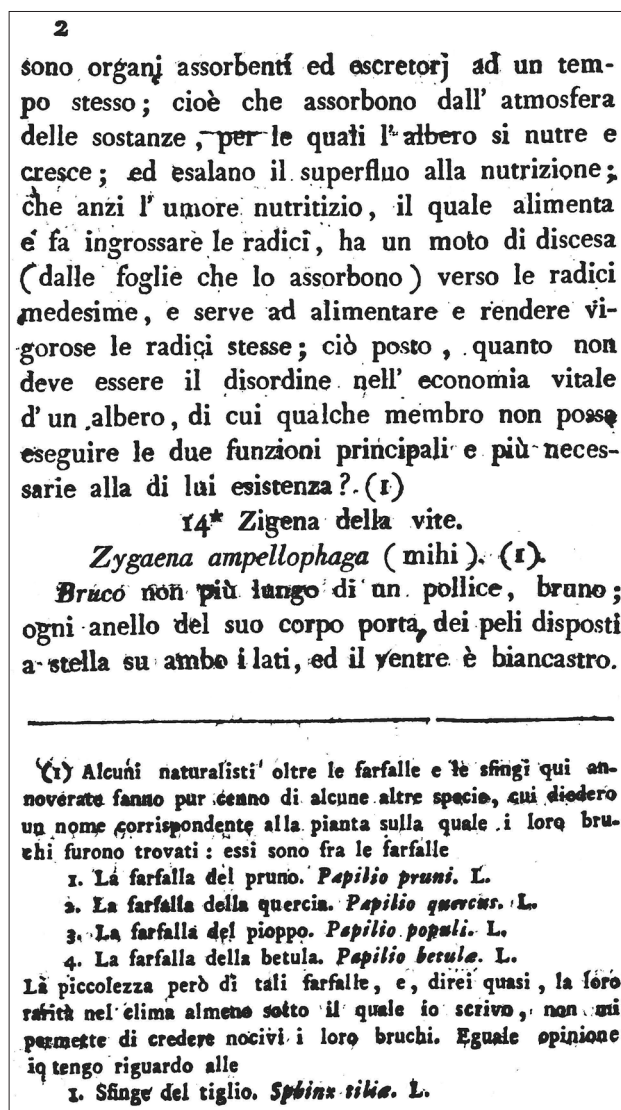 2
sono organi assorbenti ed escretorj ad un tem-
po stesso; cioè che assorbono dall' atmosfera
delle sostanze, per le quali l' albero si nutre e
cresce; ed esalano il superfluo alla nutrizione;
che anzi l' umore nutritizio, il quale alimenta
e fa ingrossare le radici, ha un moto di discesa
(dalle foglie che lo assorbono) verso le radici
medesime, e serve ad alimentare e rendere vi-
gorose le radici stesse; ciò posto, quanto non
deve essere il disordine nell' economia vitale
d' un albero, di cui qualche membro non possa
eseguire le due funzioni principali e più neces-
sarie alla di lui esistenza? (1)
14* Zigena della vite.
Zygaena ampellophaga (mihi). (1).
Bruco non più lungo di un pollice, bruno;
ogni anello del suo corpo porta dei peli disposti
a stella su ambo i lati, ed il ventre è biancastro.
(1) Alcuni naturalisti oltre le farfalle e le sfingi qui an-
noverate fanno pur cenno di alcune altre specie, cui diedero
un nome corrispondente alla pianta sulla quale i loro bru-
chi furono trovati: essi sono fra le farfalle
1. La farfalla del pruno. Papilio pruni. L.
2. La farfalla della quercia. Papilio quercus. L.
3. La farfalla del pioppo. Papilio populi. L.
4. La farfalla della betula. Papilio betulæ. L.
La piccolezza però di tali farfalle, e, direi quasi, la loro
rarità nel clima almeno sotto il quale io scrivo, non mi
permette di credere nocivi i loro bruchi. Eguale opinione
io tengo riguardo alle
1. Sfinge del tiglio. Sphinx tiliæ. L.